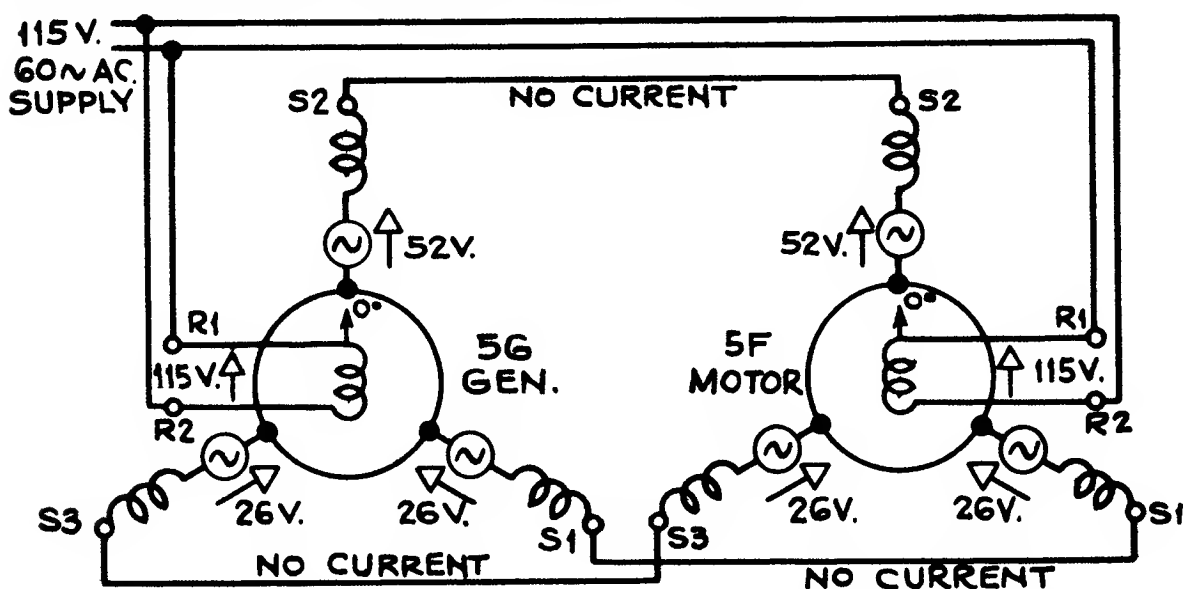 115 V.
60~ AC.
SUPPLY
S2
NO CURRENT
S2
52V.
52V.
0°
0°
R1
5G
GEN.
5F
MOTOR
R1
115V.
115V.
R2
R2
26V.
26V.
26V.
26V.
S3
S1
S3
S1
NO CURRENT
NO CURRENT